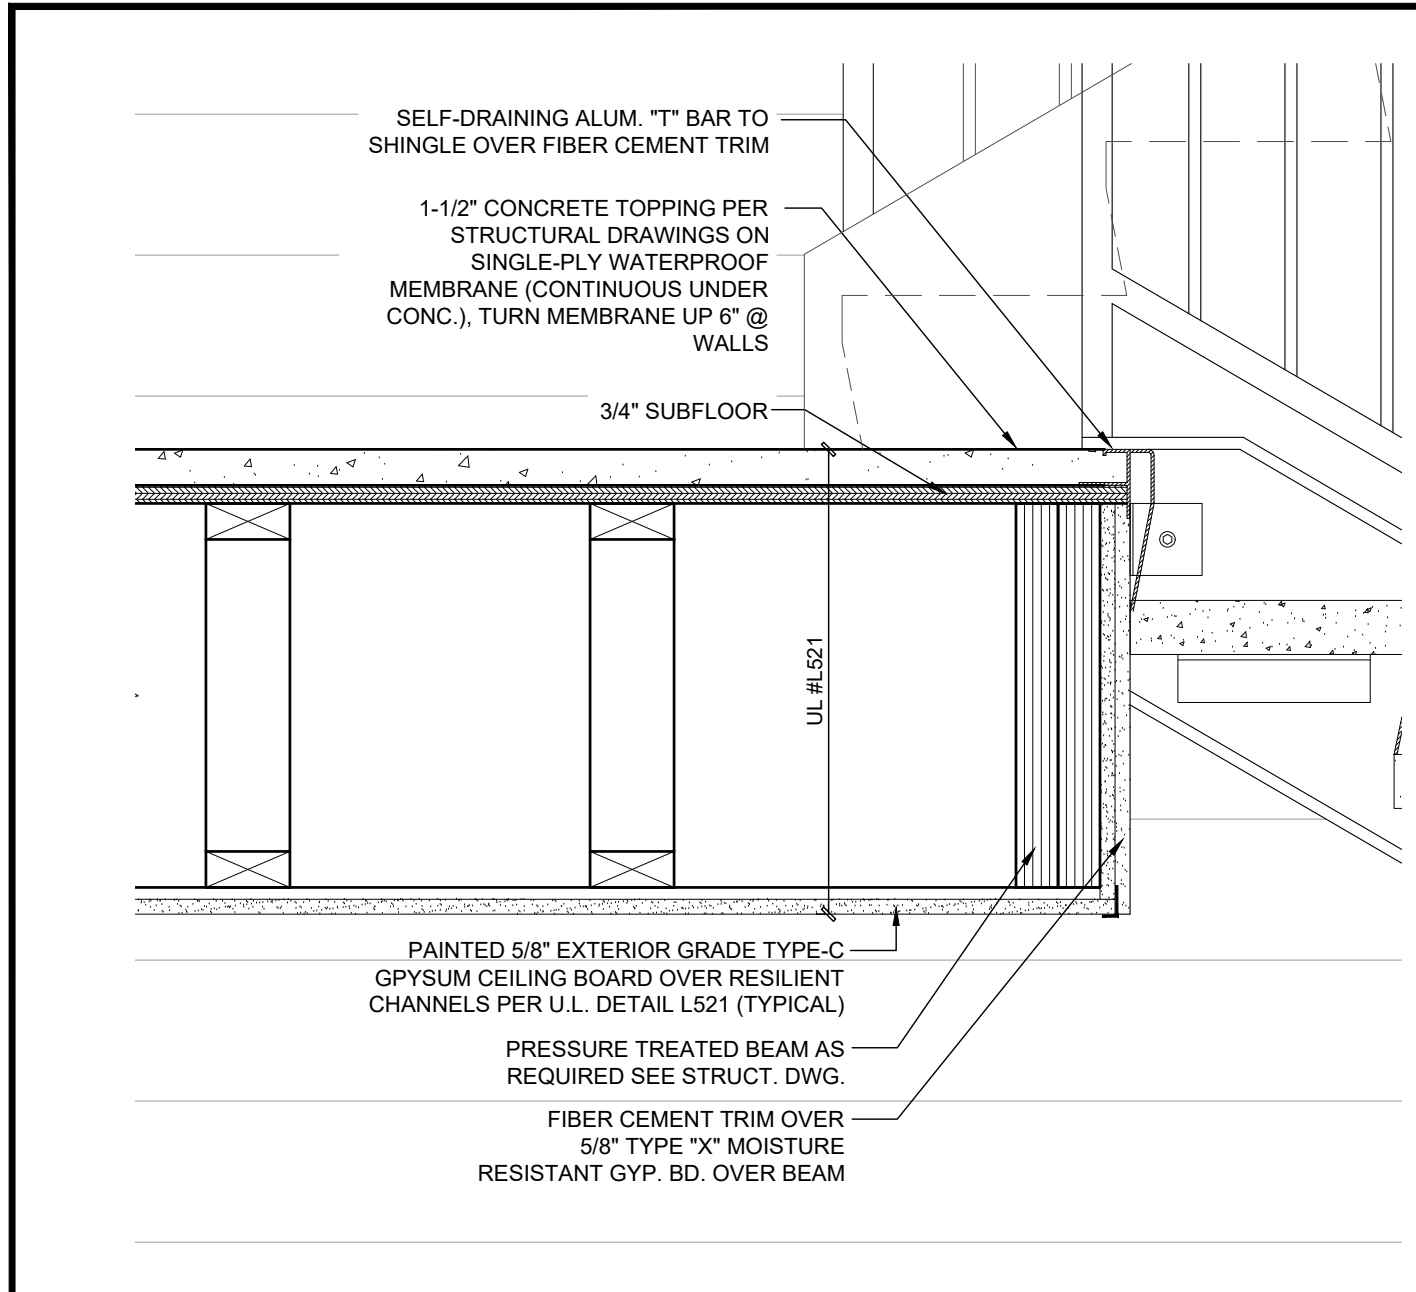 SELF-DRAINING ALUM. "T" BAR TO
SHINGLE OVER FIBER CEMENT TRIM
1-1/2" CONCRETE TOPPING PER
STRUCTURAL DRAWINGS ON
SINGLE-PLY WATERPROOF
MEMBRANE (CONTINUOUS UNDER
CONC.), TURN MEMBRANE UP 6" @
WALLS
3/4" SUBFLOOR
UL #L521
PAINTED 5/8" EXTERIOR GRADE TYPE-C
GPYSUM CEILING BOARD OVER RESILIENT
CHANNELS PER U.L. DETAIL L521 (TYPICAL)
PRESSURE TREATED BEAM AS
REQUIRED SEE STRUCT. DWG.
FIBER CEMENT TRIM OVER
5/8" TYPE "X" MOISTURE
RESISTANT GYP. BD. OVER BEAM